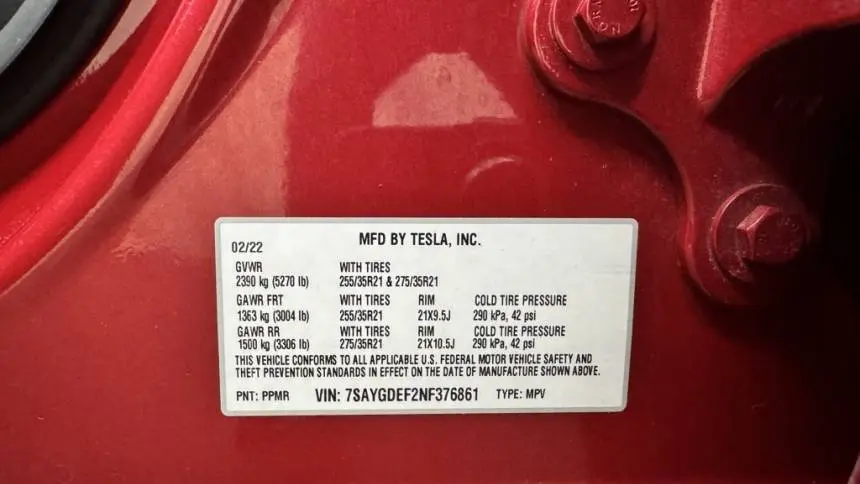 02/22 MFD BY TESLA, INC.
GVWR WITH TIRES
2390 kg (5270 lb) 255/35R21 & 275/35R21
GAWR FRT WITH TIRES RIM COLD TIRE PRESSURE
1363 kg (3004 lb) 255/35R21 21X9.5J 290 kPa, 42 psi
GAWR RR WITH TIRES RIM COLD TIRE PRESSURE
1500 kg (3306 lb) 275/35R21 21X10.5J 290 kPa, 42 psi
THIS VEHICLE CONFORMS TO ALL APPLICABLE U.S. FEDERAL MOTOR VEHICLE SAFETY AND
THEFT PREVENTION STANDARDS IN EFFECT ON THE DATE OF MANUFACTURE SHOWN ABOVE.
PNT: PPMR VIN: 7SAYGDEF2NF376861 TYPE: MPV